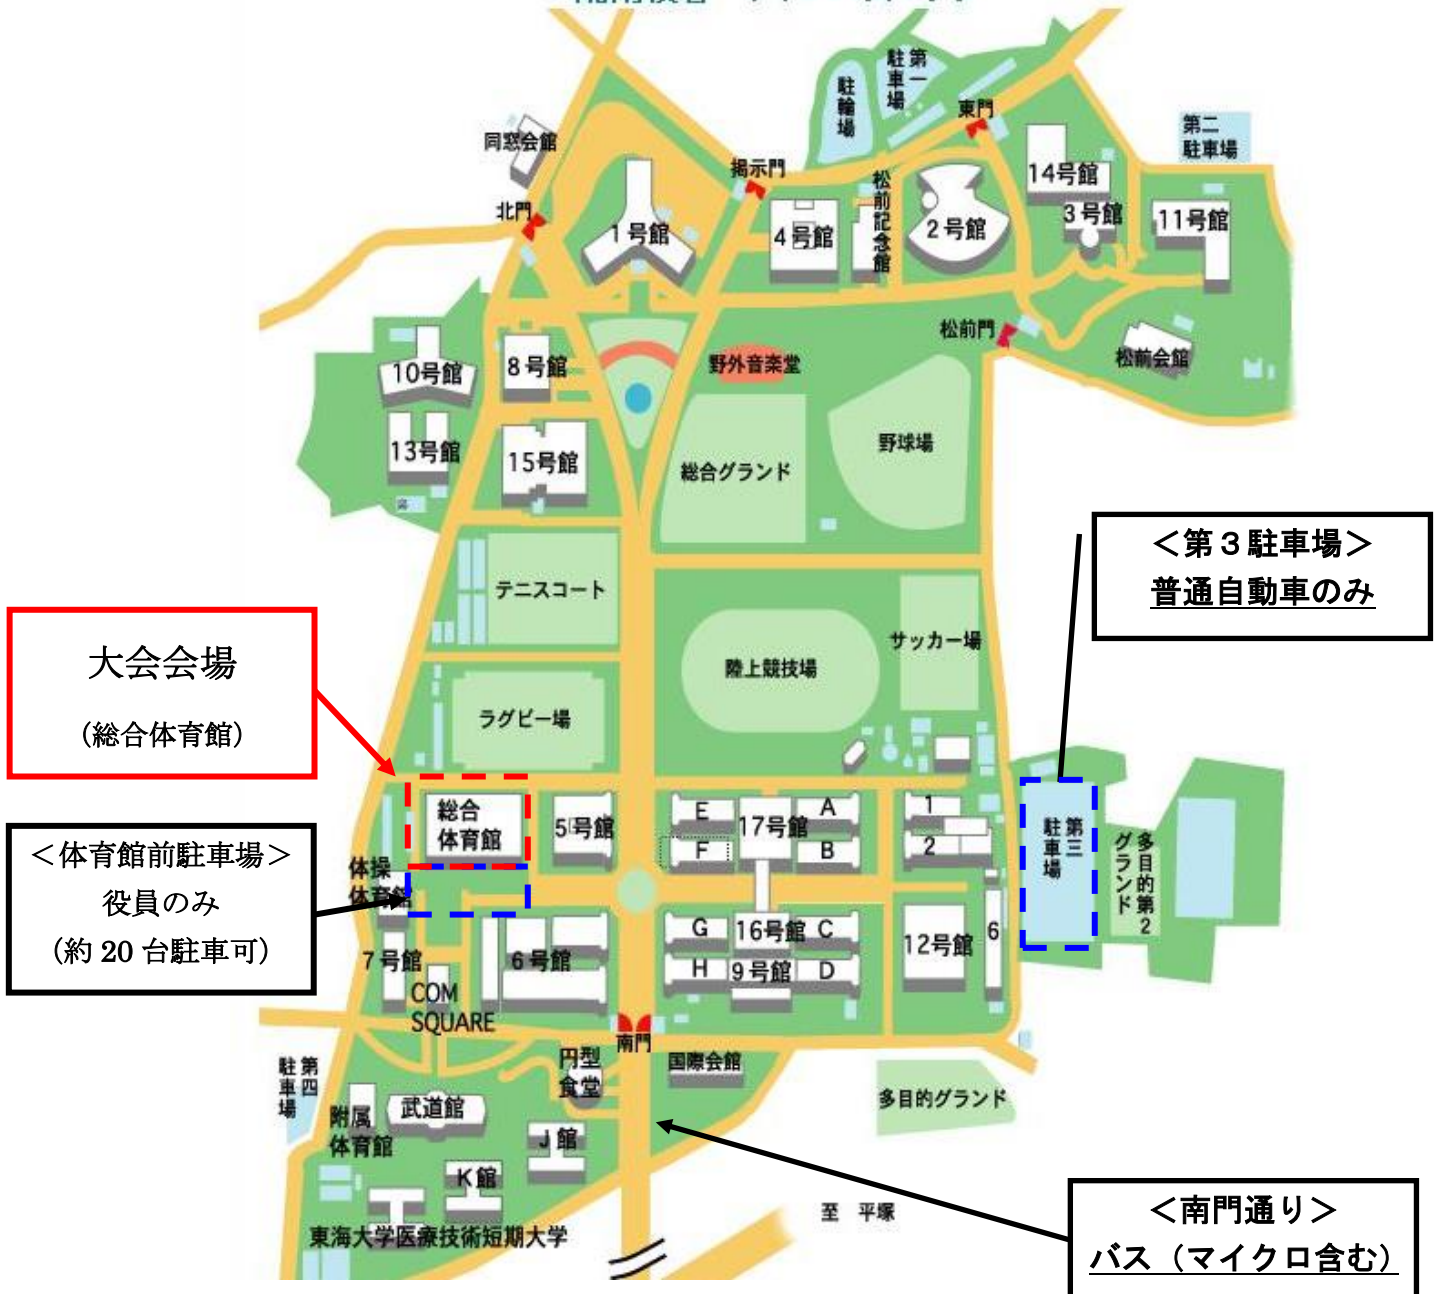 第一
駐車場
駐輪場
東門
第二
駐車場
同窓会館
掲示門
松前記念館
14号館
北門
1号館
4号館
2号館
3号館
11号館
松前門
松前会館
10号館
8号館
野外音楽堂
13号館
15号館
総合グランド
野球場
＜第３駐車場＞
普通自動車のみ
テニスコート
サッカー場
大会会場
（総合体育館）
陸上競技場
ラグビー場
総合
体育館
5号館
E
17号館
A
1
F
B
2
第三
駐車場
多目的第2
グランド
＜体育館前駐車場＞
役員のみ
（約 20 台駐車可）
体操
体育館
G
16号館
C
12号館
6
7号館
6号館
H
9号館
D
COM
SQUARE
南門
円型
食堂
国際会館
第四
駐車場
多目的グランド
附属
体育館
武道館
J館
K館
至　平塚
＜南門通り＞
バス（マイクロ含む）
東海大学医療技術短期大学